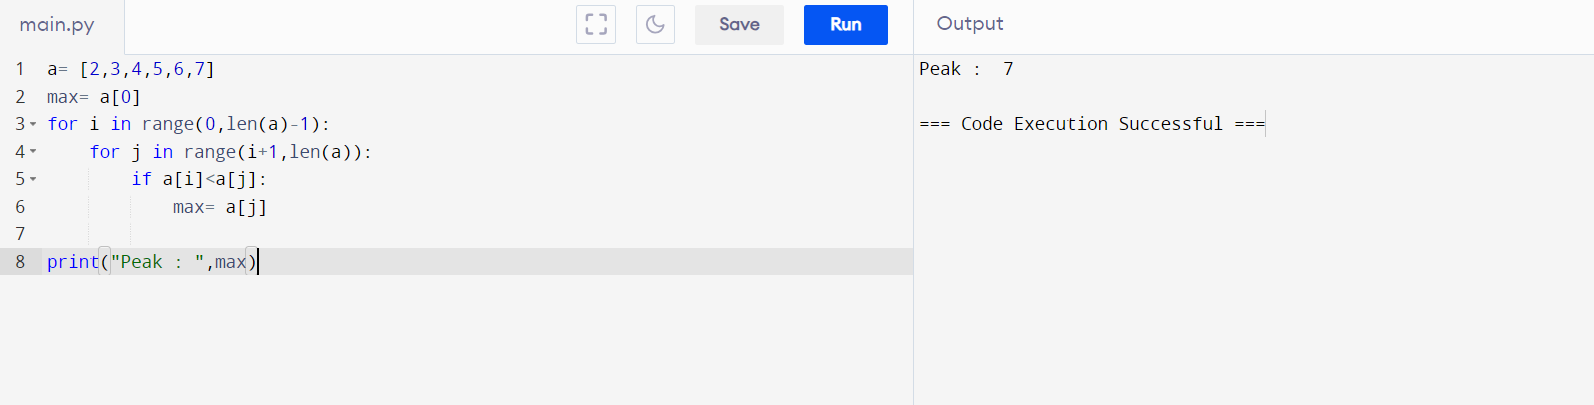 main.py
Save
Run
Output
1 a= [2,3,4,5,6,7]
2 max= a[0]
3 for i in range(0,len(a)-1):
4     for j in range(i+1,len(a)):
5         if a[i]<a[j]:
6             max= a[j]
7
8 print("Peak : ",max)
Peak :  7
=== Code Execution Successful ===